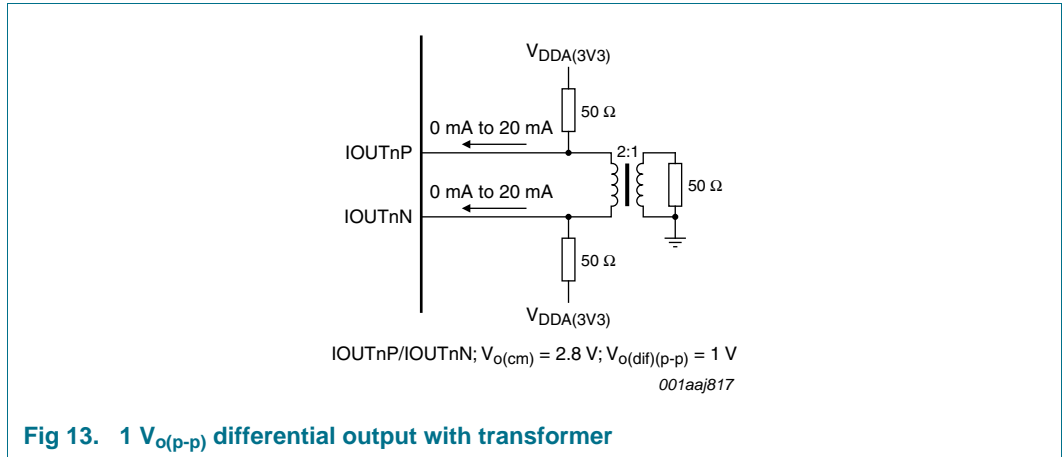 VDDA(3V3)
50 Ω
0 mA to 20 mA
IOUTnP
2:1
50 Ω
0 mA to 20 mA
IOUTnN
50 Ω
VDDA(3V3)
IOUTnP/IOUTnN; Vo(cm) = 2.8 V; Vo(dif)(p-p) = 1 V
001aaj817
Fig 13. 1 Vo(p-p) differential output with transformer